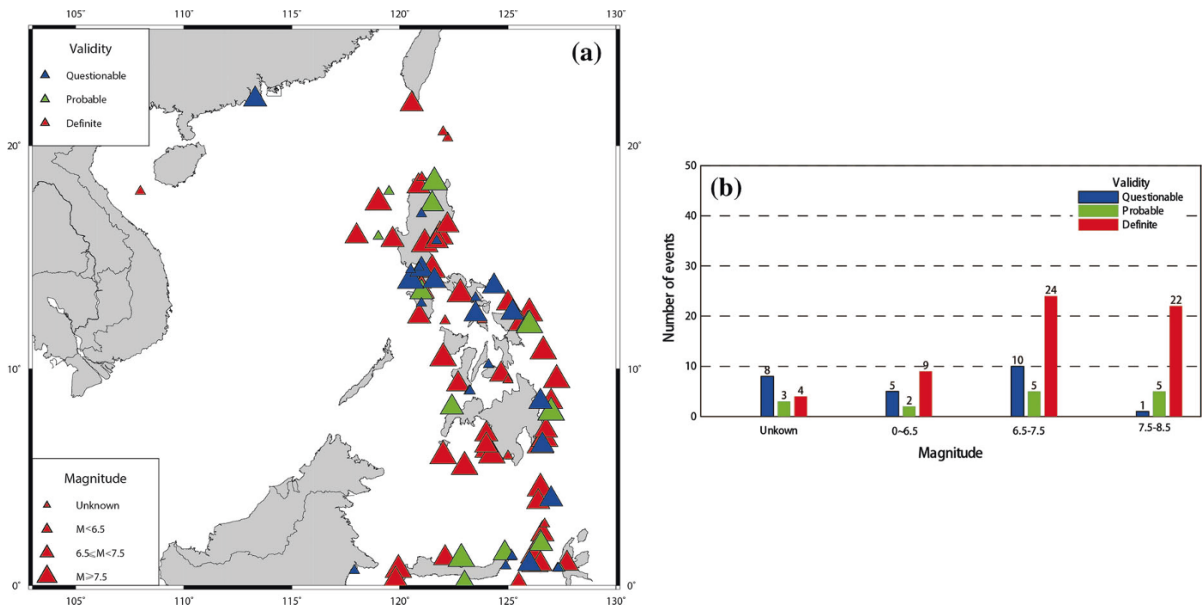 105° 110° 115° 120° 125° 130°
(a)
Validity
Questionable
Probable
Definite
20° 20°
10° 10°
Magnitude
Unknown
M<6.5
6.5⩽M<7.5
M⩾7.5
0° 0°
105° 110° 115° 120° 125° 130°
(b)
Validity
Questionable
Probable
Definite
Number of events
50
40
30
20
10
0
8 3 4
5 2 9
10 5 24
1 5 22
Unkown 0~6.5 6.5-7.5 7.5-8.5
Magnitude